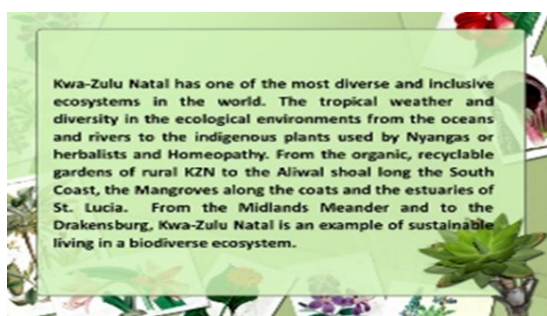 Kwa-Zulu Natal has one of the most diverse and inclusive
ecosystems in the world. The tropical weather and
diversity in the ecological environments from the oceans
and rivers to the indigenous plants used by Nyangas or
herbalists and Homeopathy. From the organic, recyclable
gardens of rural KZN to the Aliwal shoal long the South
Coast, the Mangroves along the coats and the estuaries of
St. Lucia. From the Midlands Meander and to the
Drakensburg, Kwa-Zulu Natal is an example of sustainable
living in a biodiverse ecosystem.